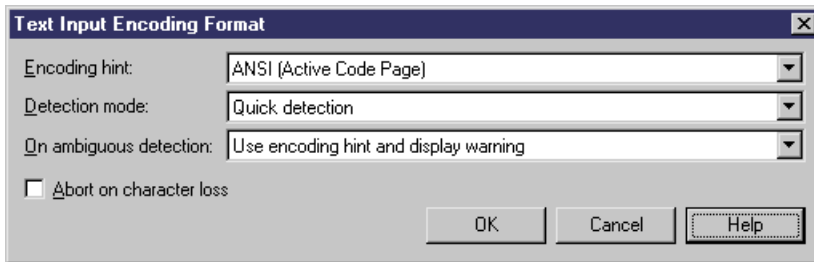 Text Input Encoding Format
Encoding hint: ANSI (Active Code Page)
Detection mode: Quick detection
On ambiguous detection: Use encoding hint and display warning
Abort on character loss
OK Cancel Help